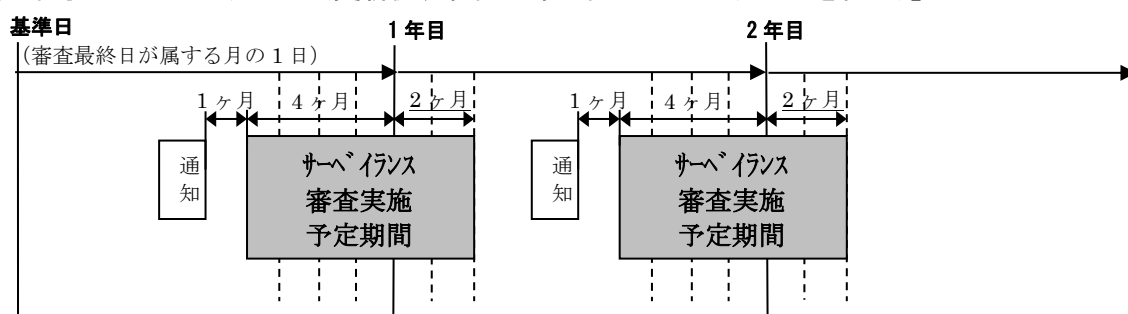 基準日
1年目
2年目
(審査最終日が属する月の1日)
1ヶ月
4ヶ月
2ヶ月
1ヶ月
4ヶ月
2ヶ月
通知
サーベイランス
審査実施
予定期間
通知
サーベイランス
審査実施
予定期間